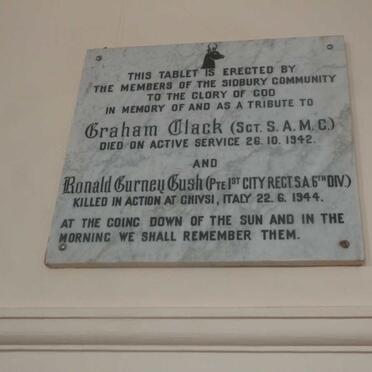 THIS TABLET IS ERECTED BY
THE MEMBERS OF THE SIDBURY COMMUNITY
TO THE GLORY OF GOD
IN MEMORY OF AND AS A TRIBUTE TO
Graham Clack (SGT. S. A. M. C.)
DIED ON ACTIVE SERVICE 26. 10. 1942.
AND
Ronald Gurney Gush (PTE 1ST CITY REGT. S.A. 6TH DIV.)
KILLED IN ACTION AT CHIVSI, ITALY 22. 6. 1944.
AT THE GOING DOWN OF THE SUN AND IN THE
MORNING WE SHALL REMEMBER THEM.